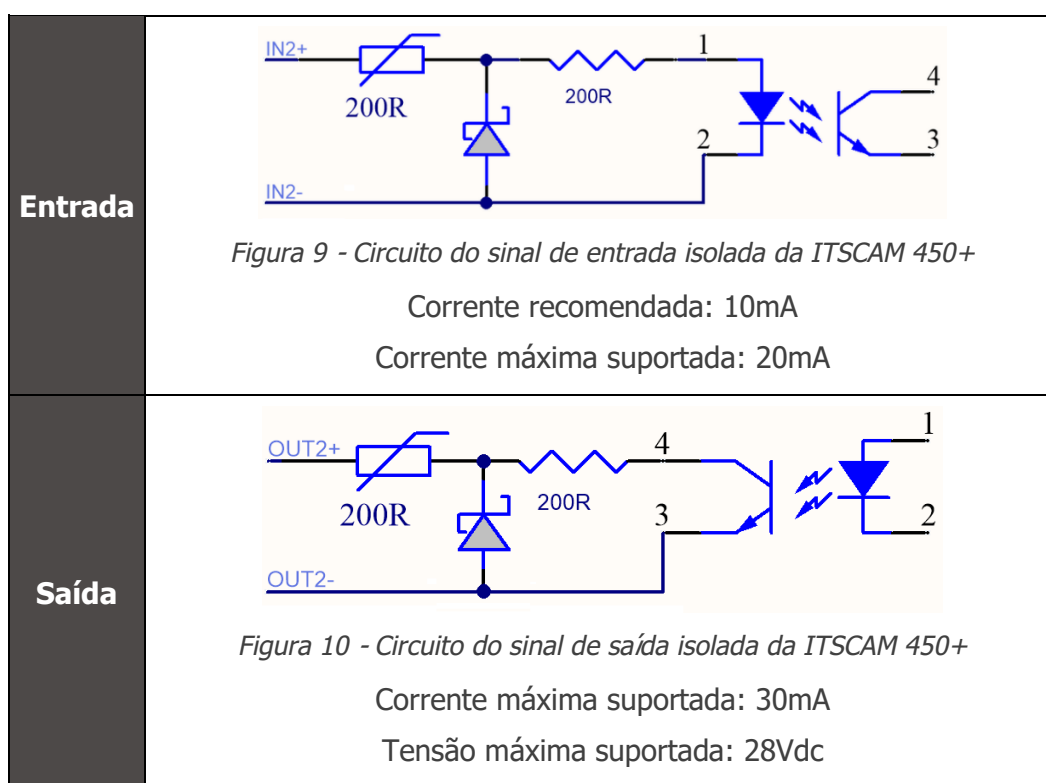 Entrada
IN2+
200R
200R
1
2
4
3
IN2-
Figura 9 - Circuito do sinal de entrada isolada da ITSCAM 450+
Corrente recomendada: 10mA
Corrente máxima suportada: 20mA
Saída
OUT2+
200R
200R
4
3
1
2
OUT2-
Figura 10 - Circuito do sinal de saída isolada da ITSCAM 450+
Corrente máxima suportada: 30mA
Tensão máxima suportada: 28Vdc